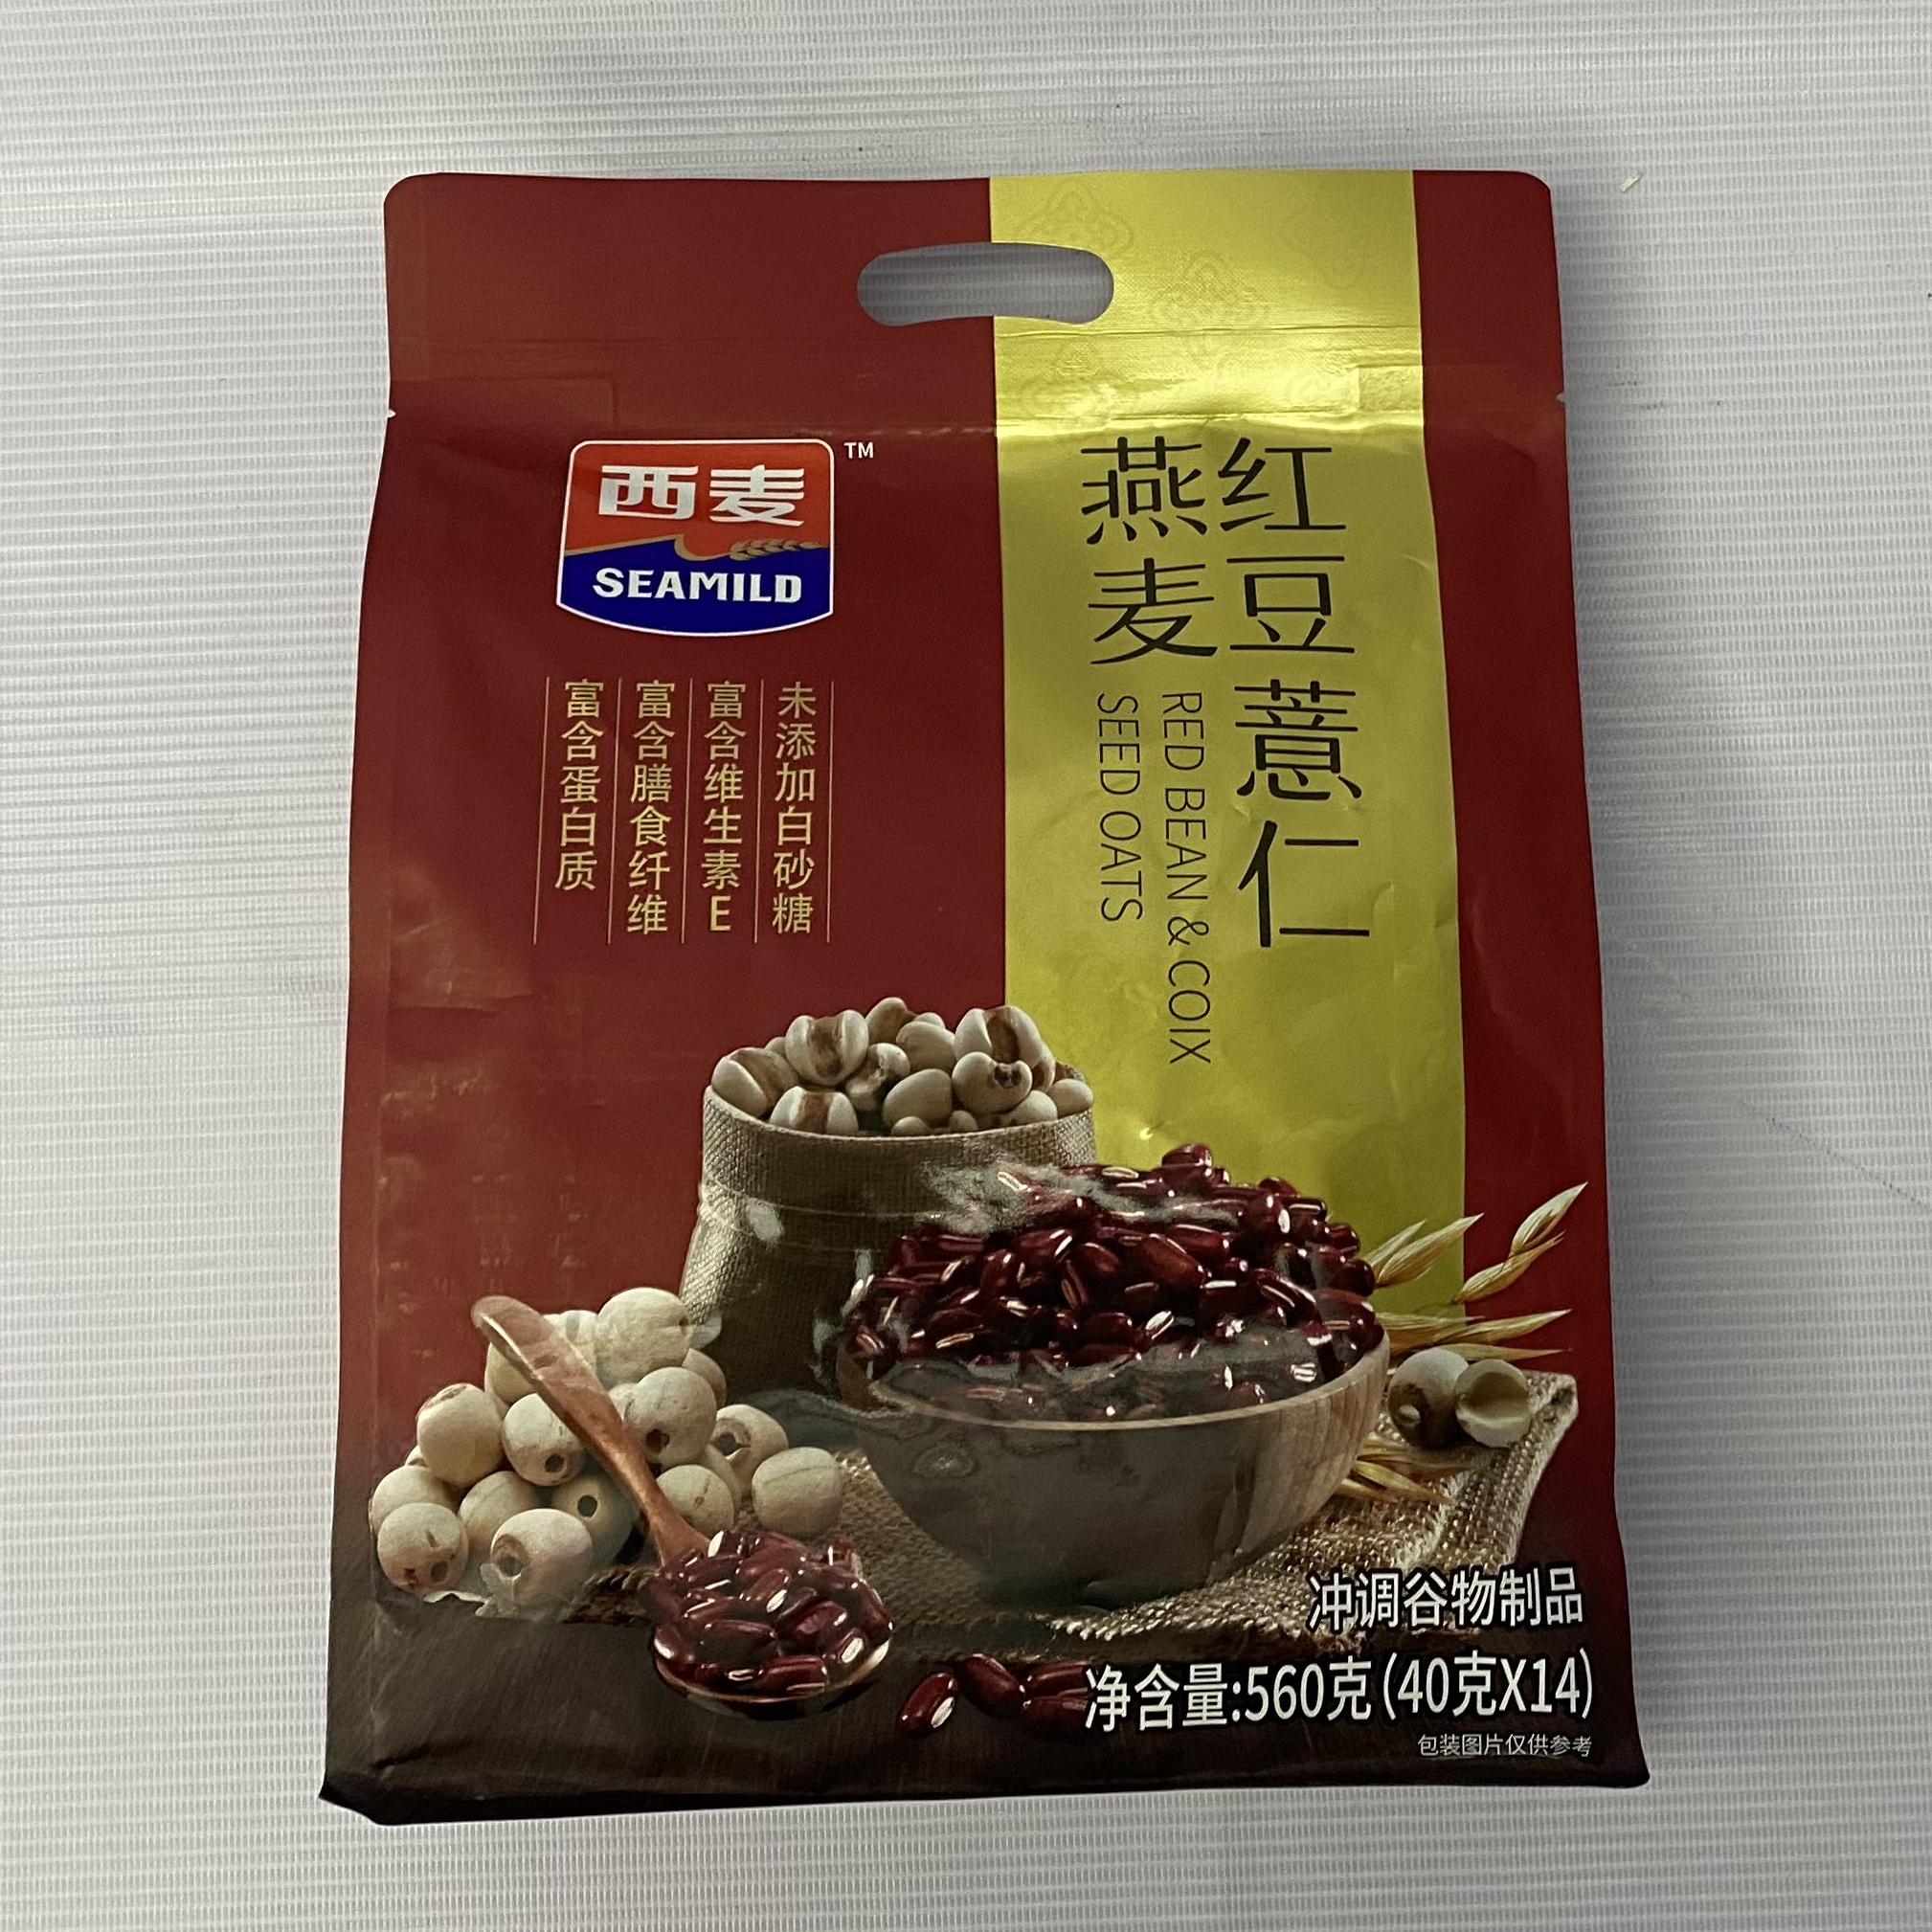 西麦
TM
SEAMILD
红豆薏仁
燕麦
RED BEAN & COIX
SEED OATS
未添加白砂糖
富含维生素E
富含膳食纤维
富含蛋白质
冲调谷物制品
净含量:560克(40克X14)
包装图片仅供参考